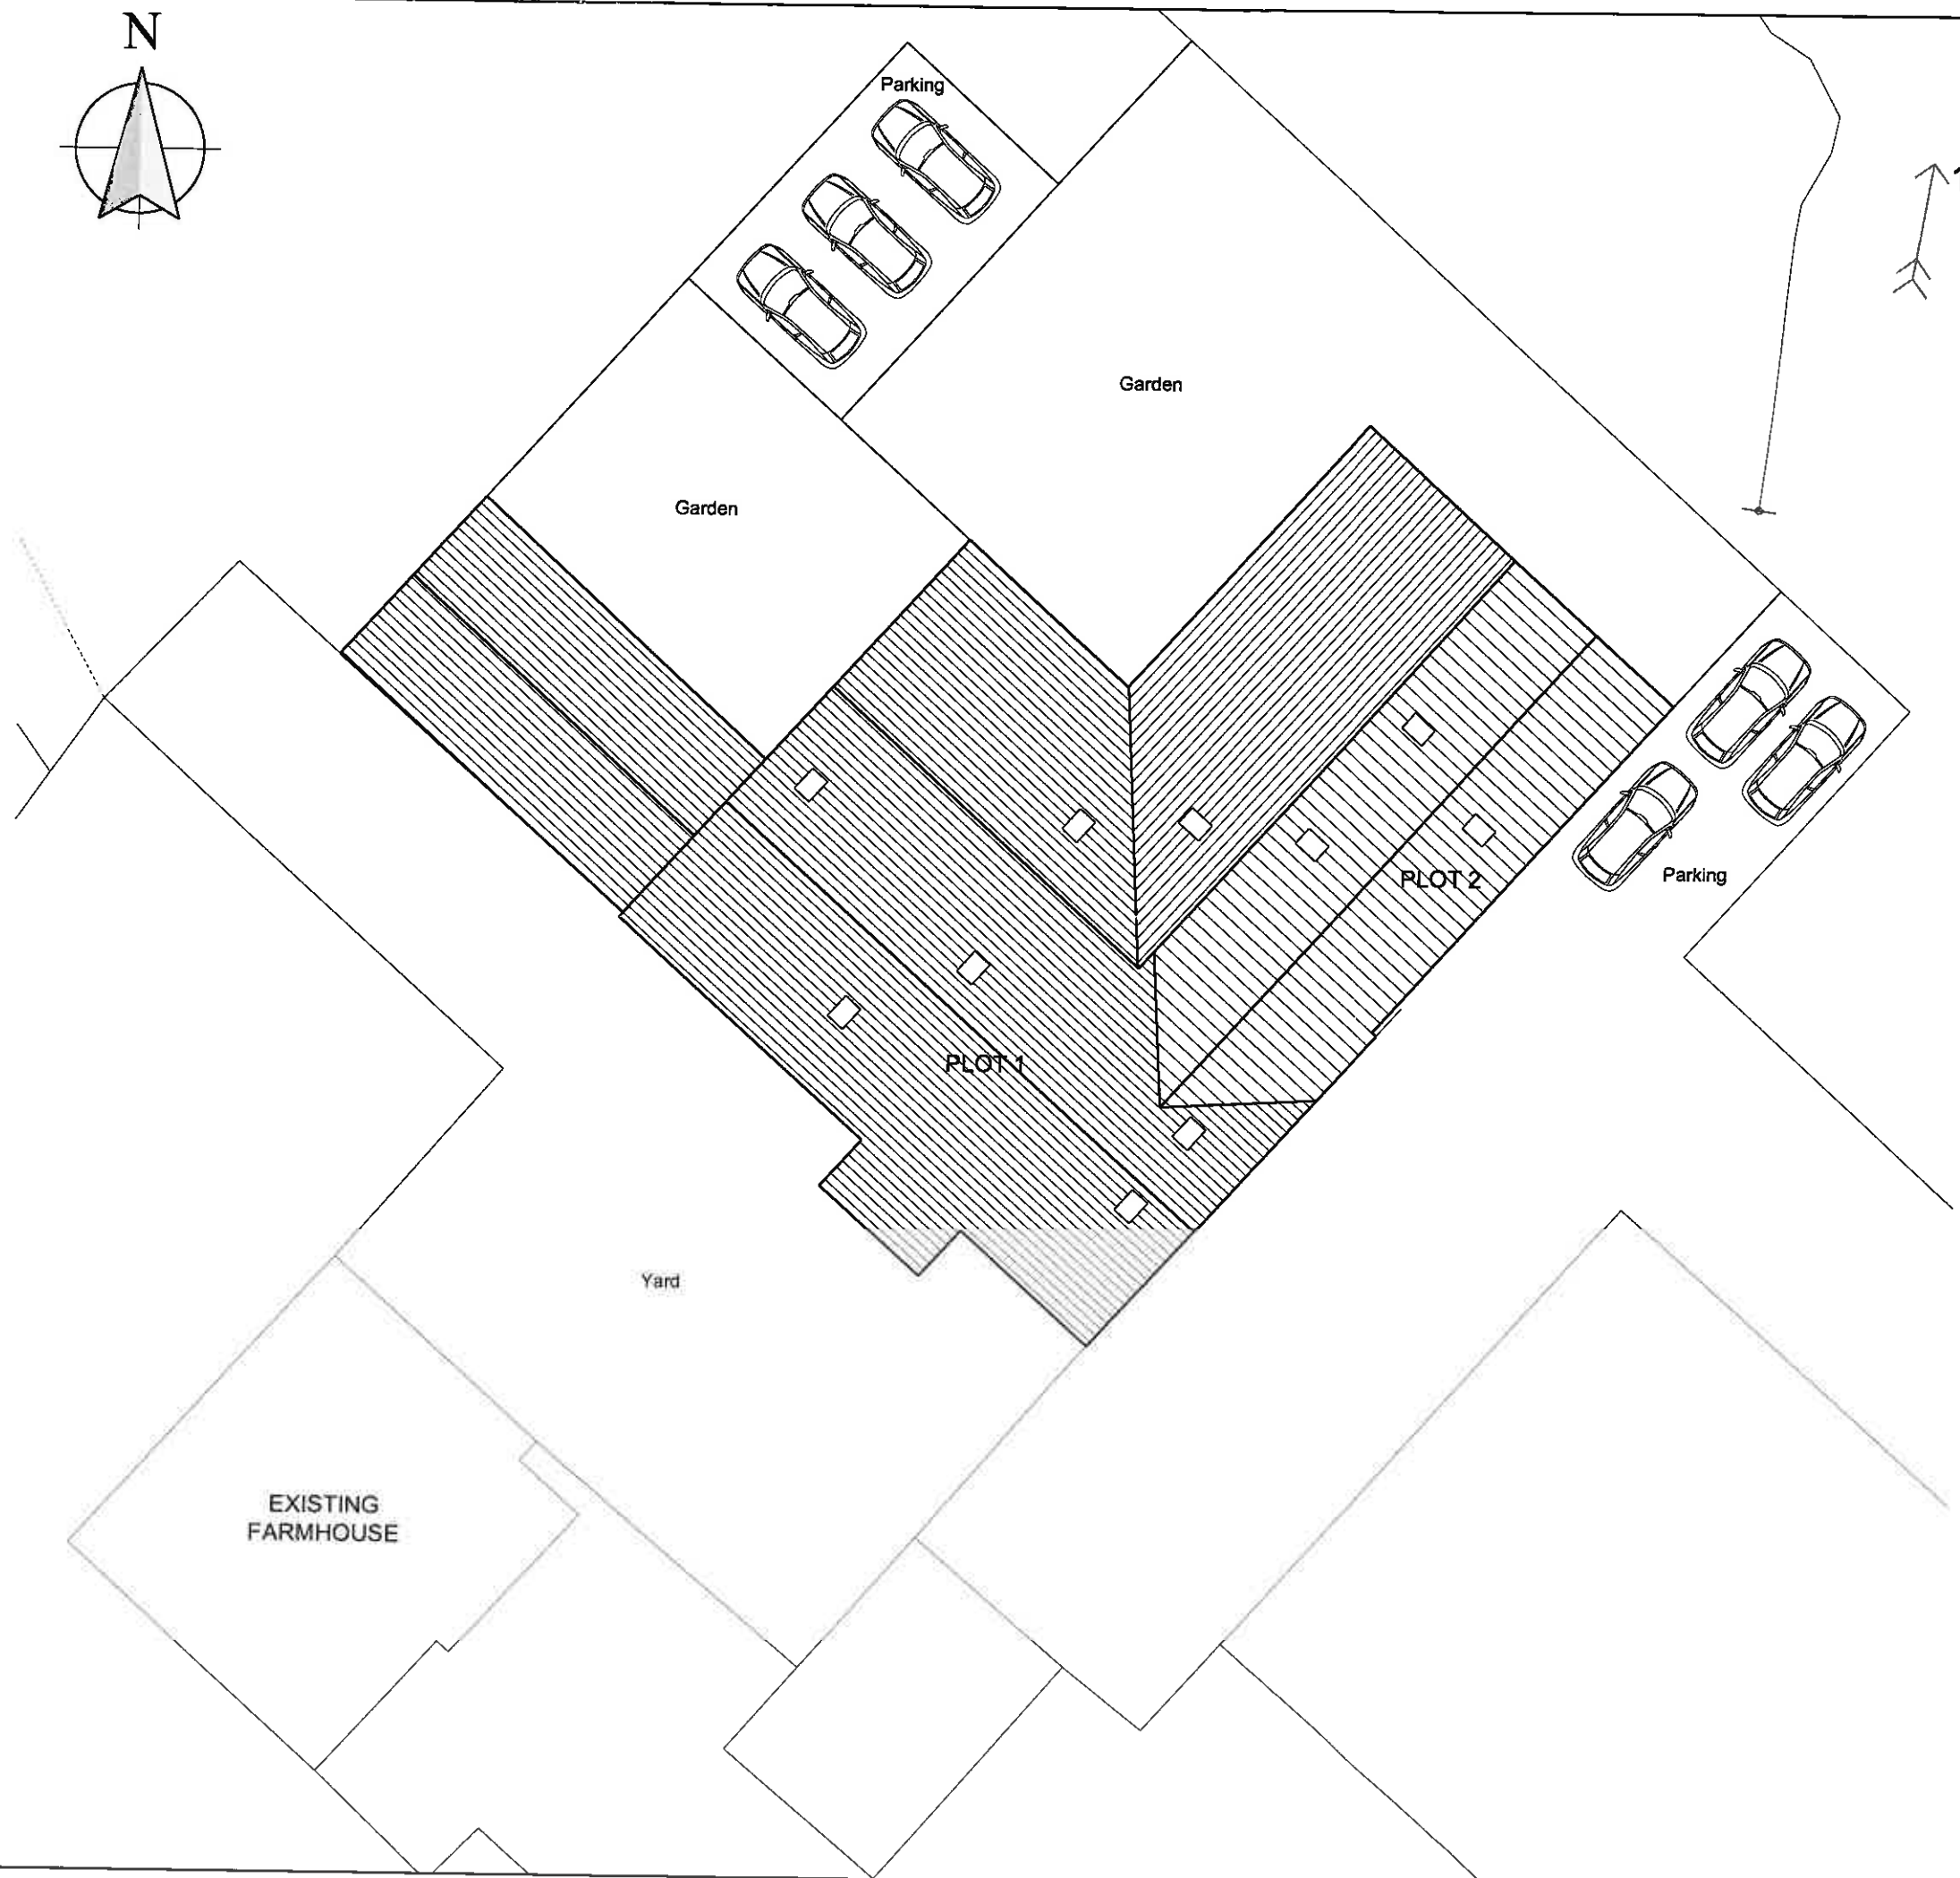 N
Parking
Garden
Garden
PLOT 2
Parking
PLOT 1
Yard
EXISTING
FARMHOUSE